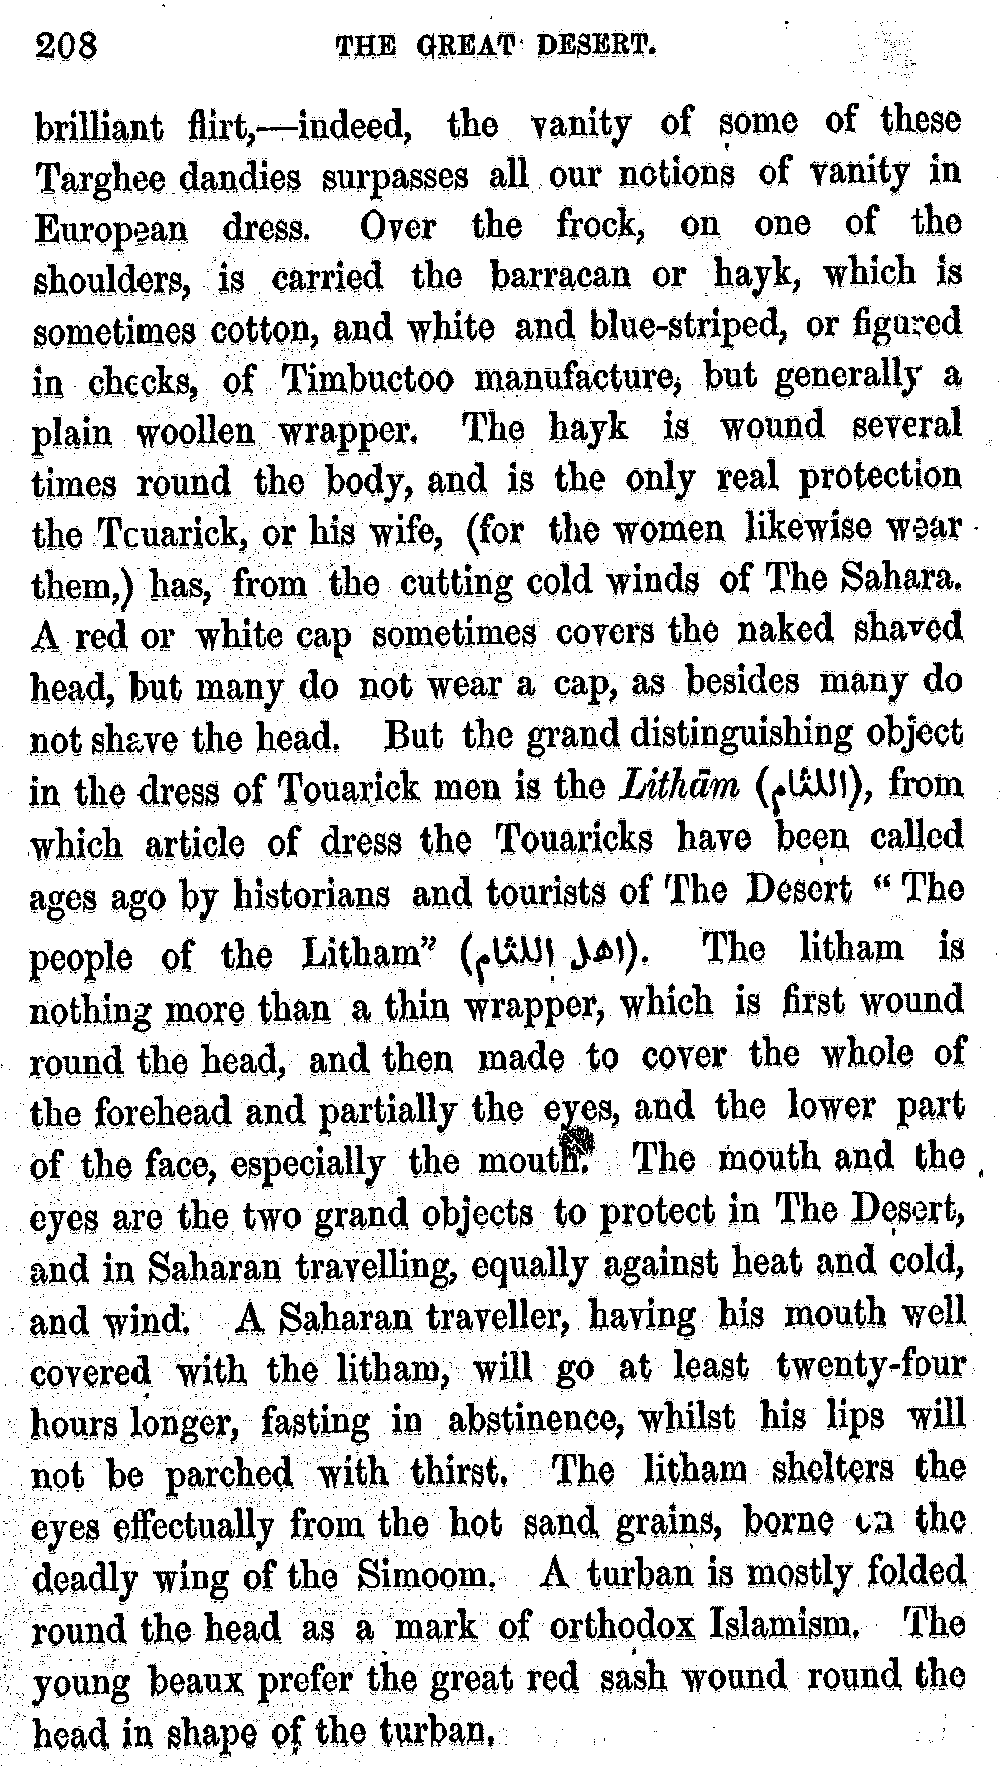 208 THE GREAT DESERT.
brilliant flirt,—indeed, the vanity of some of these
Targhee dandies surpasses all our notions of vanity in
European dress. Over the frock, on one of the
shoulders, is carried the barracan or hayk, which is
sometimes cotton, and white and blue-striped, or figured
in checks, of Timbuctoo manufacture, but generally a
plain woollen wrapper. The hayk is wound several
times round the body, and is the only real protection
the Touarick, or his wife, (for the women likewise wear
them,) has, from the cutting cold winds of The Sahara.
A red or white cap sometimes covers the naked shaved
head, but many do not wear a cap, as besides many do
not shave the head. But the grand distinguishing object
in the dress of Touarick men is the Lithām (اللثام), from
which article of dress the Touaricks have been called
ages ago by historians and tourists of The Desert “The
people of the Litham” (اهل اللثام). The litham is
nothing more than a thin wrapper, which is first wound
round the head, and then made to cover the whole of
the forehead and partially the eyes, and the lower part
of the face, especially the mouth. The mouth and the
eyes are the two grand objects to protect in The Desert,
and in Saharan travelling, equally against heat and cold,
and wind. A Saharan traveller, having his mouth well
covered with the litham, will go at least twenty-four
hours longer, fasting in abstinence, whilst his lips will
not be parched with thirst. The litham shelters the
eyes effectually from the hot sand grains, borne on the
deadly wing of the Simoom. A turban is mostly folded
round the head as a mark of orthodox Islamism. The
young beaux prefer the great red sash wound round the
head in shape of the turban.